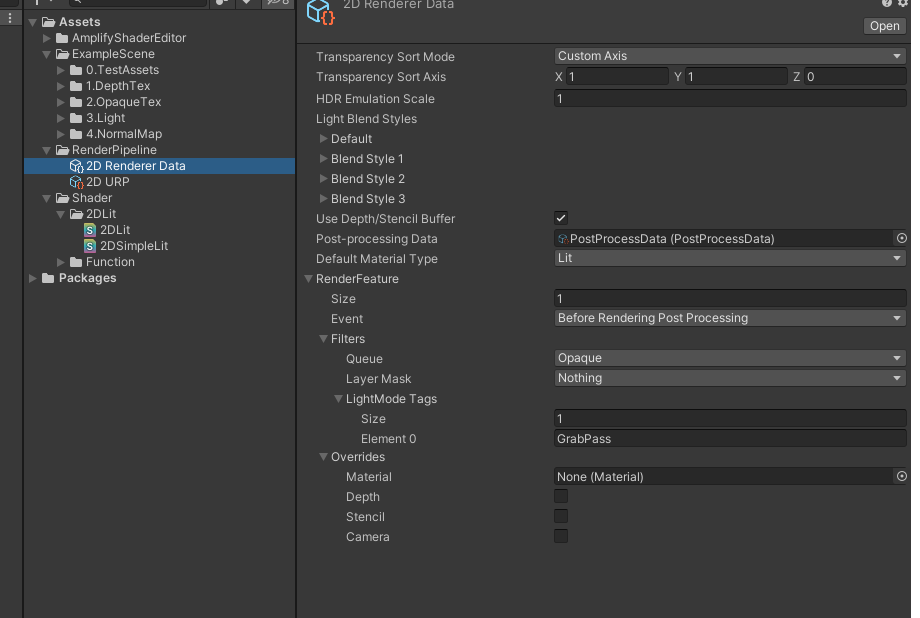 Assets
AmplifyShaderEditor
ExampleScene
0.TestAssets
1.DepthTex
2.OpaqueTex
3.Light
4.NormalMap
RenderPipeline
2D Renderer Data
2D URP
Shader
2DLit
2DLit
2DSimpleLit
Function
Packages
2D Renderer Data
Open
Transparency Sort Mode Custom Axis
Transparency Sort Axis X 1 Y 1 Z 0
HDR Emulation Scale 1
Light Blend Styles
Default
Blend Style 1
Blend Style 2
Blend Style 3
Use Depth/Stencil Buffer
Post-processing Data PostProcessData (PostProcessData)
Default Material Type Lit
RenderFeature
Size 1
Event Before Rendering Post Processing
Filters
Queue Opaque
Layer Mask Nothing
LightMode Tags
Size 1
Element 0 GrabPass
Overrides
Material None (Material)
Depth
Stencil
Camera